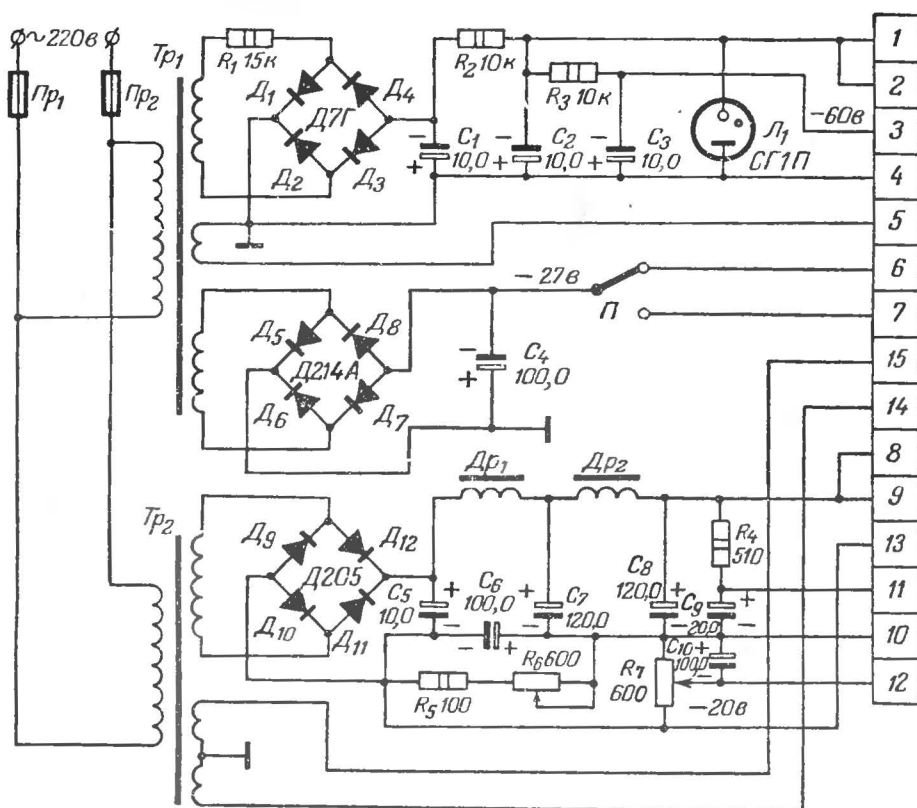 ~220в
Пр₁
Пр₂
Тр₁
R₁ 15к
Д₁
Д₄
Д7Г
Д₂
Д₃
R₂ 10к
R₃ 10к
−60в
C₁
10,0
C₂
10,0
C₃
10,0
Л₁
СГ1П
−
+
−
+
−
+
1
2
3
4
5
6
7
15
14
8
9
13
11
10
12
−27в
П
Д₅
Д₈
Д214А
Д₆
Д₇
−
C₄
+
100,0
Др₁
Др₂
Тр₂
Д₉
Д₁₂
Д205
Д₁₀
Д₁₁
C₅
10,0
+
−
C₆
100,0
−
+
+
C₇
−
120,0
C₈
120,0
+
−
R₄
510
C₉
20,0
+
−
C₁₀
100,0
+
−
R₅ 100
R₆ 600
R₇
600
−20в